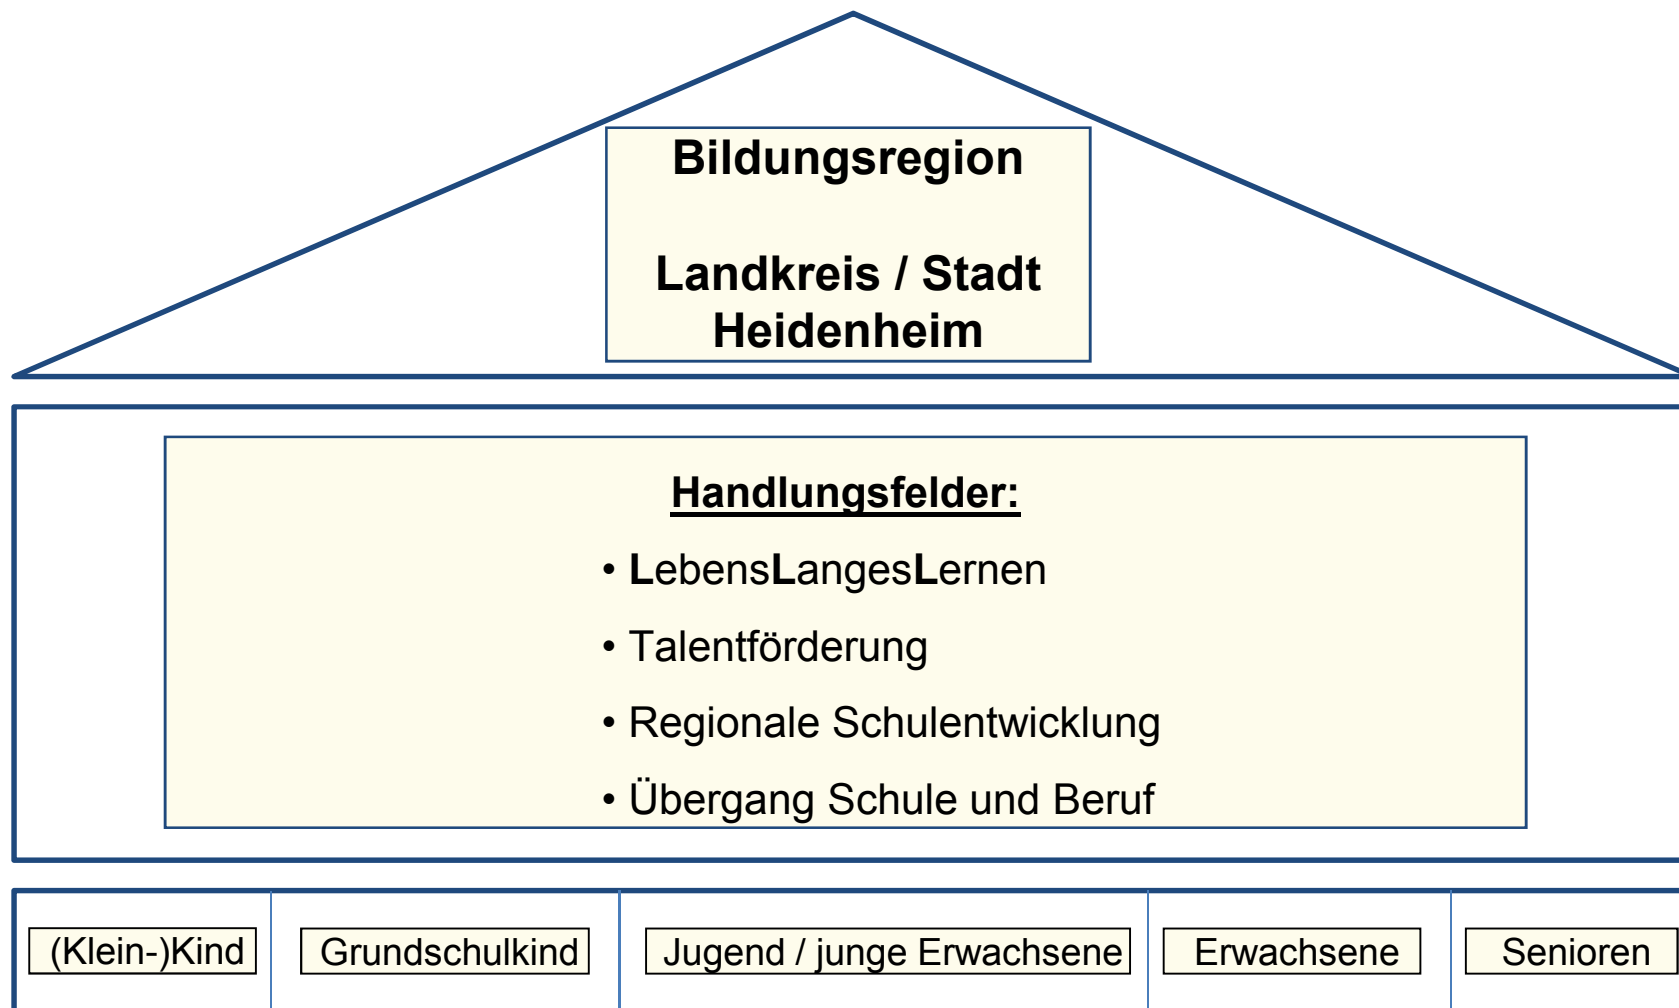 Bildungsregion
Landkreis / Stadt
Heidenheim
Handlungsfelder:
• LebensLangesLernen
• Talentförderung
• Regionale Schulentwicklung
• Übergang Schule und Beruf
(Klein-)Kind
Grundschulkind
Jugend / junge Erwachsene
Erwachsene
Senioren